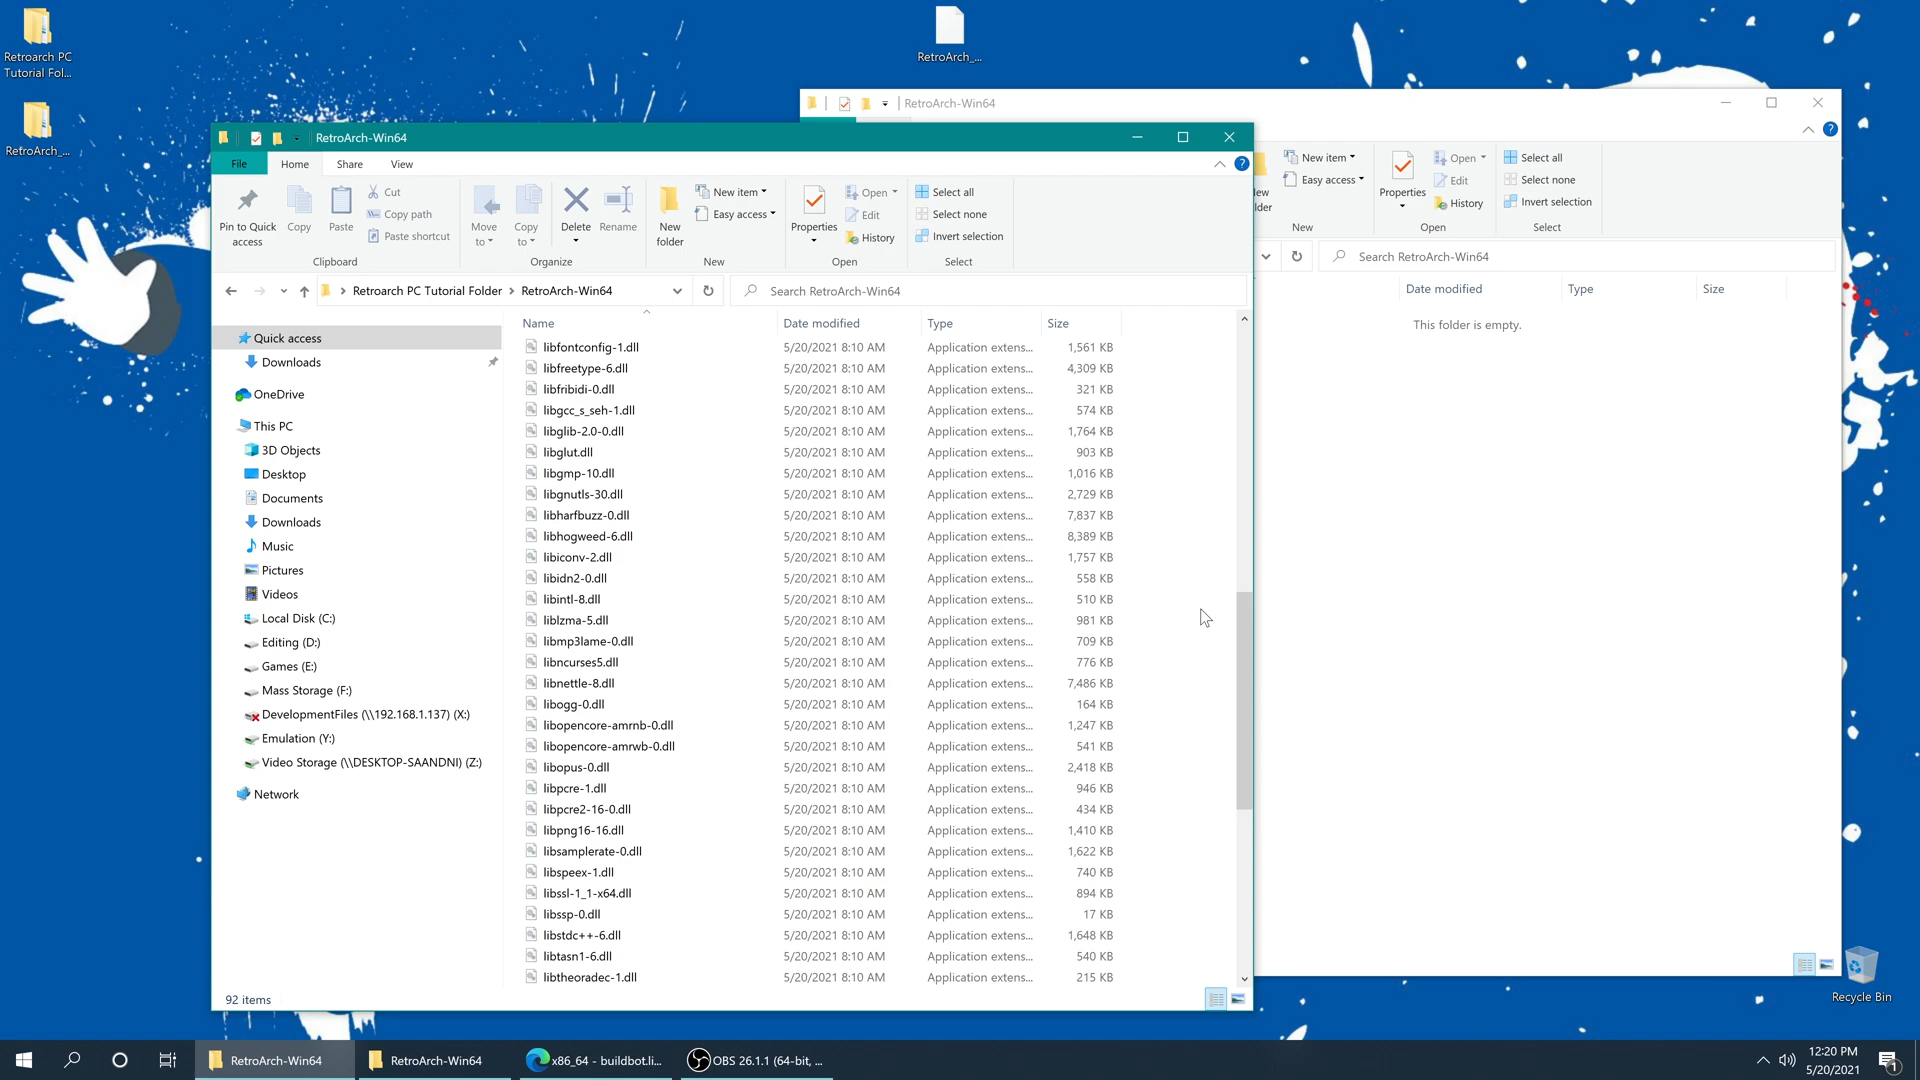 Retroarch PC
Tutorial Fol...
RetroArch_...
RetroArch_...
RetroArch-Win64
New item
Easy access
ew
lder
New
Properties
Open
Edit
History
Open
Select all
Select none
Invert selection
Select
Search RetroArch-Win64
Date modified
Type
Size
This folder is empty.
RetroArch-Win64
File
Home
Share
View
Pin to Quick
access
Copy
Paste
Cut
Copy path
Paste shortcut
Clipboard
Move
to
Copy
to
Delete
Rename
Organize
New
folder
New item
Easy access
New
Properties
Open
Edit
History
Open
Select all
Select none
Invert selection
Select
Retroarch PC Tutorial Folder > RetroArch-Win64
Search RetroArch-Win64
Quick access
Downloads
OneDrive
This PC
3D Objects
Desktop
Documents
Downloads
Music
Pictures
Videos
Local Disk (C:)
Editing (D:)
Games (E:)
Mass Storage (F:)
DevelopmentFiles (\\192.168.1.137) (X:)
Emulation (Y:)
Video Storage (\\DESKTOP-SAANDNI) (Z:)
Network
Name Date modified Type Size
libfontconfig-1.dll 5/20/2021 8:10 AM Application extens... 1,561 KB
libfreetype-6.dll 5/20/2021 8:10 AM Application extens... 4,309 KB
libfribidi-0.dll 5/20/2021 8:10 AM Application extens... 321 KB
libgcc_s_seh-1.dll 5/20/2021 8:10 AM Application extens... 574 KB
libglib-2.0-0.dll 5/20/2021 8:10 AM Application extens... 1,764 KB
libglut.dll 5/20/2021 8:10 AM Application extens... 903 KB
libgmp-10.dll 5/20/2021 8:10 AM Application extens... 1,016 KB
libgnutls-30.dll 5/20/2021 8:10 AM Application extens... 2,729 KB
libharfbuzz-0.dll 5/20/2021 8:10 AM Application extens... 7,837 KB
libhogweed-6.dll 5/20/2021 8:10 AM Application extens... 8,389 KB
libiconv-2.dll 5/20/2021 8:10 AM Application extens... 1,757 KB
libidn2-0.dll 5/20/2021 8:10 AM Application extens... 558 KB
libintl-8.dll 5/20/2021 8:10 AM Application extens... 510 KB
liblzma-5.dll 5/20/2021 8:10 AM Application extens... 981 KB
libmp3lame-0.dll 5/20/2021 8:10 AM Application extens... 709 KB
libncurses5.dll 5/20/2021 8:10 AM Application extens... 776 KB
libnettle-8.dll 5/20/2021 8:10 AM Application extens... 7,486 KB
libogg-0.dll 5/20/2021 8:10 AM Application extens... 164 KB
libopencore-amrnb-0.dll 5/20/2021 8:10 AM Application extens... 1,247 KB
libopencore-amrwb-0.dll 5/20/2021 8:10 AM Application extens... 541 KB
libopus-0.dll 5/20/2021 8:10 AM Application extens... 2,418 KB
libpcre-1.dll 5/20/2021 8:10 AM Application extens... 946 KB
libpcre2-16-0.dll 5/20/2021 8:10 AM Application extens... 434 KB
libpng16-16.dll 5/20/2021 8:10 AM Application extens... 1,410 KB
libsamplerate-0.dll 5/20/2021 8:10 AM Application extens... 1,622 KB
libspeex-1.dll 5/20/2021 8:10 AM Application extens... 740 KB
libssl-1_1-x64.dll 5/20/2021 8:10 AM Application extens... 894 KB
libssp-0.dll 5/20/2021 8:10 AM Application extens... 17 KB
libstdc++-6.dll 5/20/2021 8:10 AM Application extens... 1,648 KB
libtasn1-6.dll 5/20/2021 8:10 AM Application extens... 540 KB
libtheoradec-1.dll 5/20/2021 8:10 AM Application extens... 215 KB
92 items
Recycle Bin
RetroArch-Win64
RetroArch-Win64
x86_64 - buildbot.li...
OBS 26.1.1 (64-bit, ...
12:20 PM
5/20/2021
1